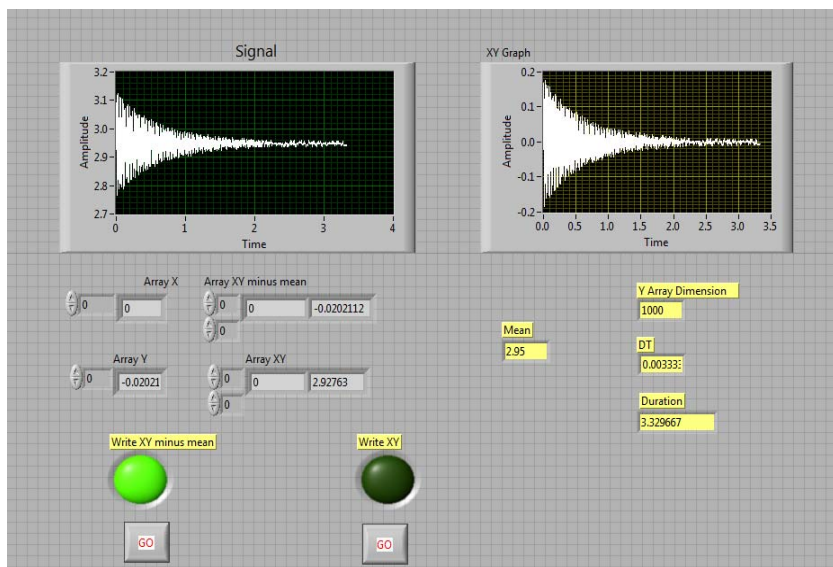 Signal
XY Graph
Amplitude
3.2
3.1
3.0
2.9
2.8
2.7
0 1 2 3 4
Time
Amplitude
0.2
0.1
0.0
-0.1
-0.2
0.0 0.5 1.0 1.5 2.0 2.5 3.0 3.5
Time
Array X
0 0
Array XY minus mean
0 0 -0.0202112
0
Array Y
0 -0.02021
Array XY
0 0 2.92763
0
Mean
2.95
Y Array Dimension
1000
DT
0.00333
Duration
3.329667
Write XY minus mean
Write XY
GO
GO